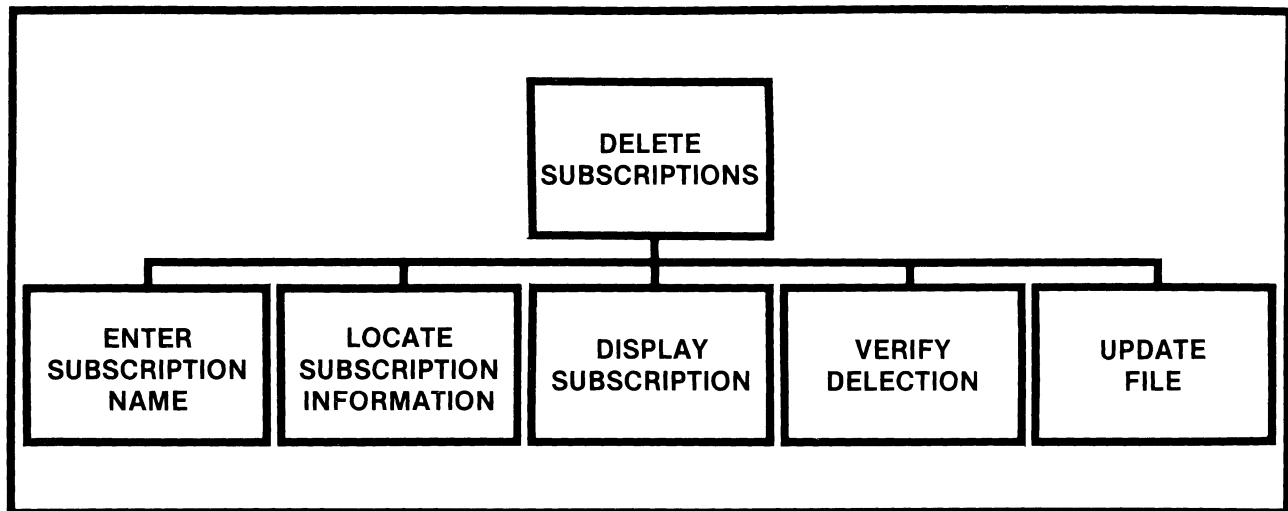 DELETE
SUBSCRIPTIONS
ENTER
SUBSCRIPTION
NAME
LOCATE
SUBSCRIPTION
INFORMATION
DISPLAY
SUBSCRIPTION
VERIFY
DELECTION
UPDATE
FILE